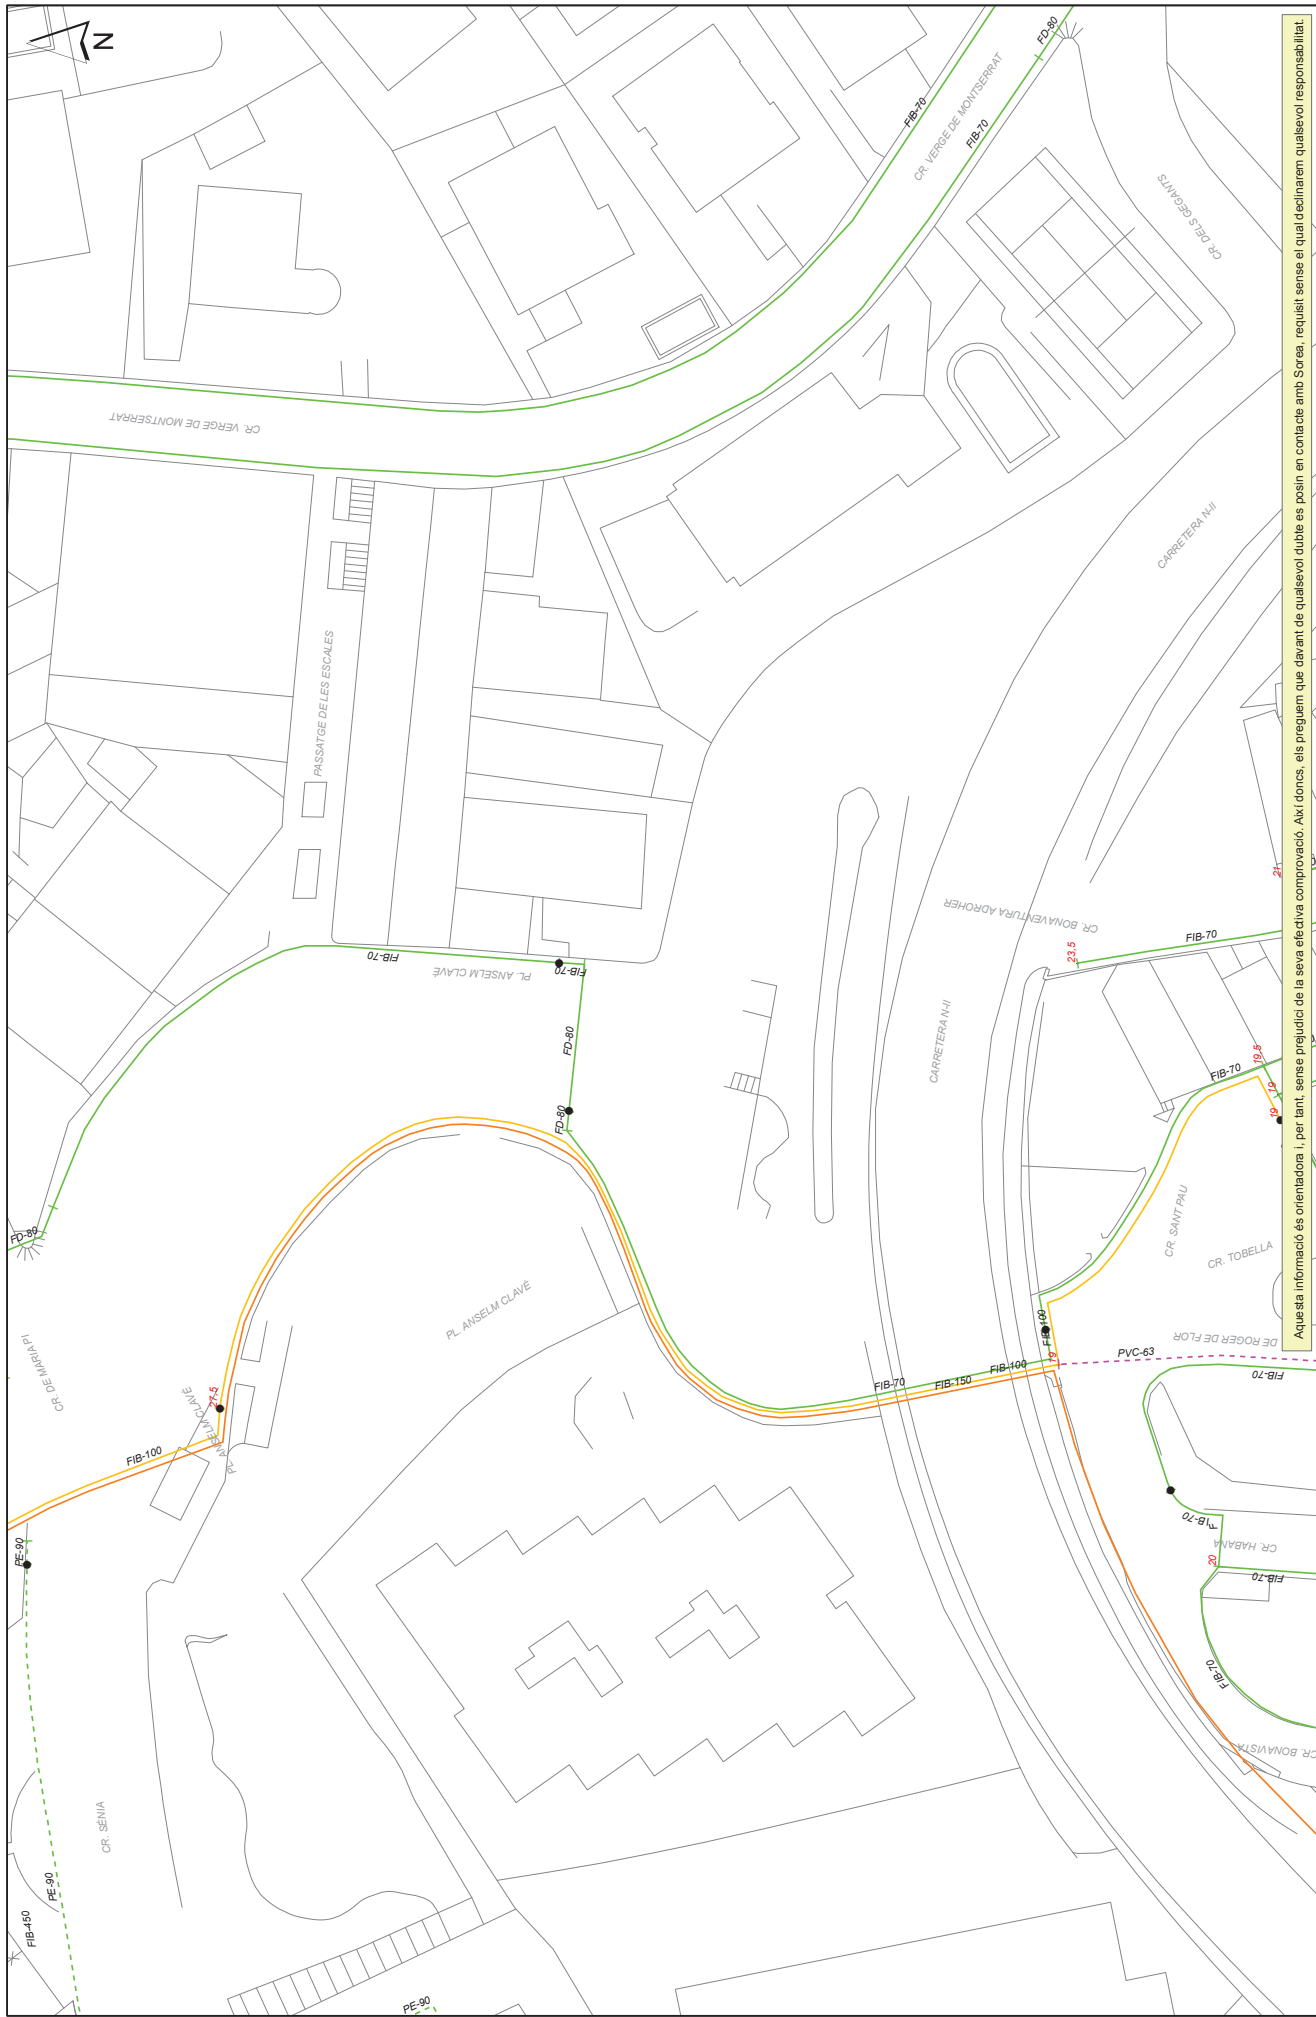 N
FD-80
FIB-70
CR. VERGE DE MONTSERRAT
FIB-70
CR. DELS GEGANTS
CR. VERGE DE MONTSERRAT
CARRETERA N-II
PASSATGE DE LES ESCALES
FIB-70
PL. ANSELM CLAVÉ
FIB-70
CR. BONAVENTURA ADROHER
23,5
FIB-70
21
FD-80
CARRETERA N-II
FD-80
FIB-70
19,5
19
19
FD-80
CR. SANT PAU
CR. TOBELLA
PL. ANSELM CLAVÉ
CR. DE MARIA PI
FIB-100
19
DE ROGER DE FLOR
PVC-63
FIB-100
FIB-70
FIB-150
FIB-70
27,5
PL. ANSELM CLAVÉ
FIB-100
PE-90
FIB-70
F
CR. HABANA
20
FIB-70
FIB-70
CR. BONAVISTA
CR. SÈNIA
PE-90
FIB-450
PE-90
Aquesta informació és orientadora i, per tant, sense prejudici de la seva efectiva comprovació. Així doncs, els preguem que davant de qualsevol dubte es posin en contacte amb Sorea, requisit sense el qual declinarem qualsevol responsabilitat.